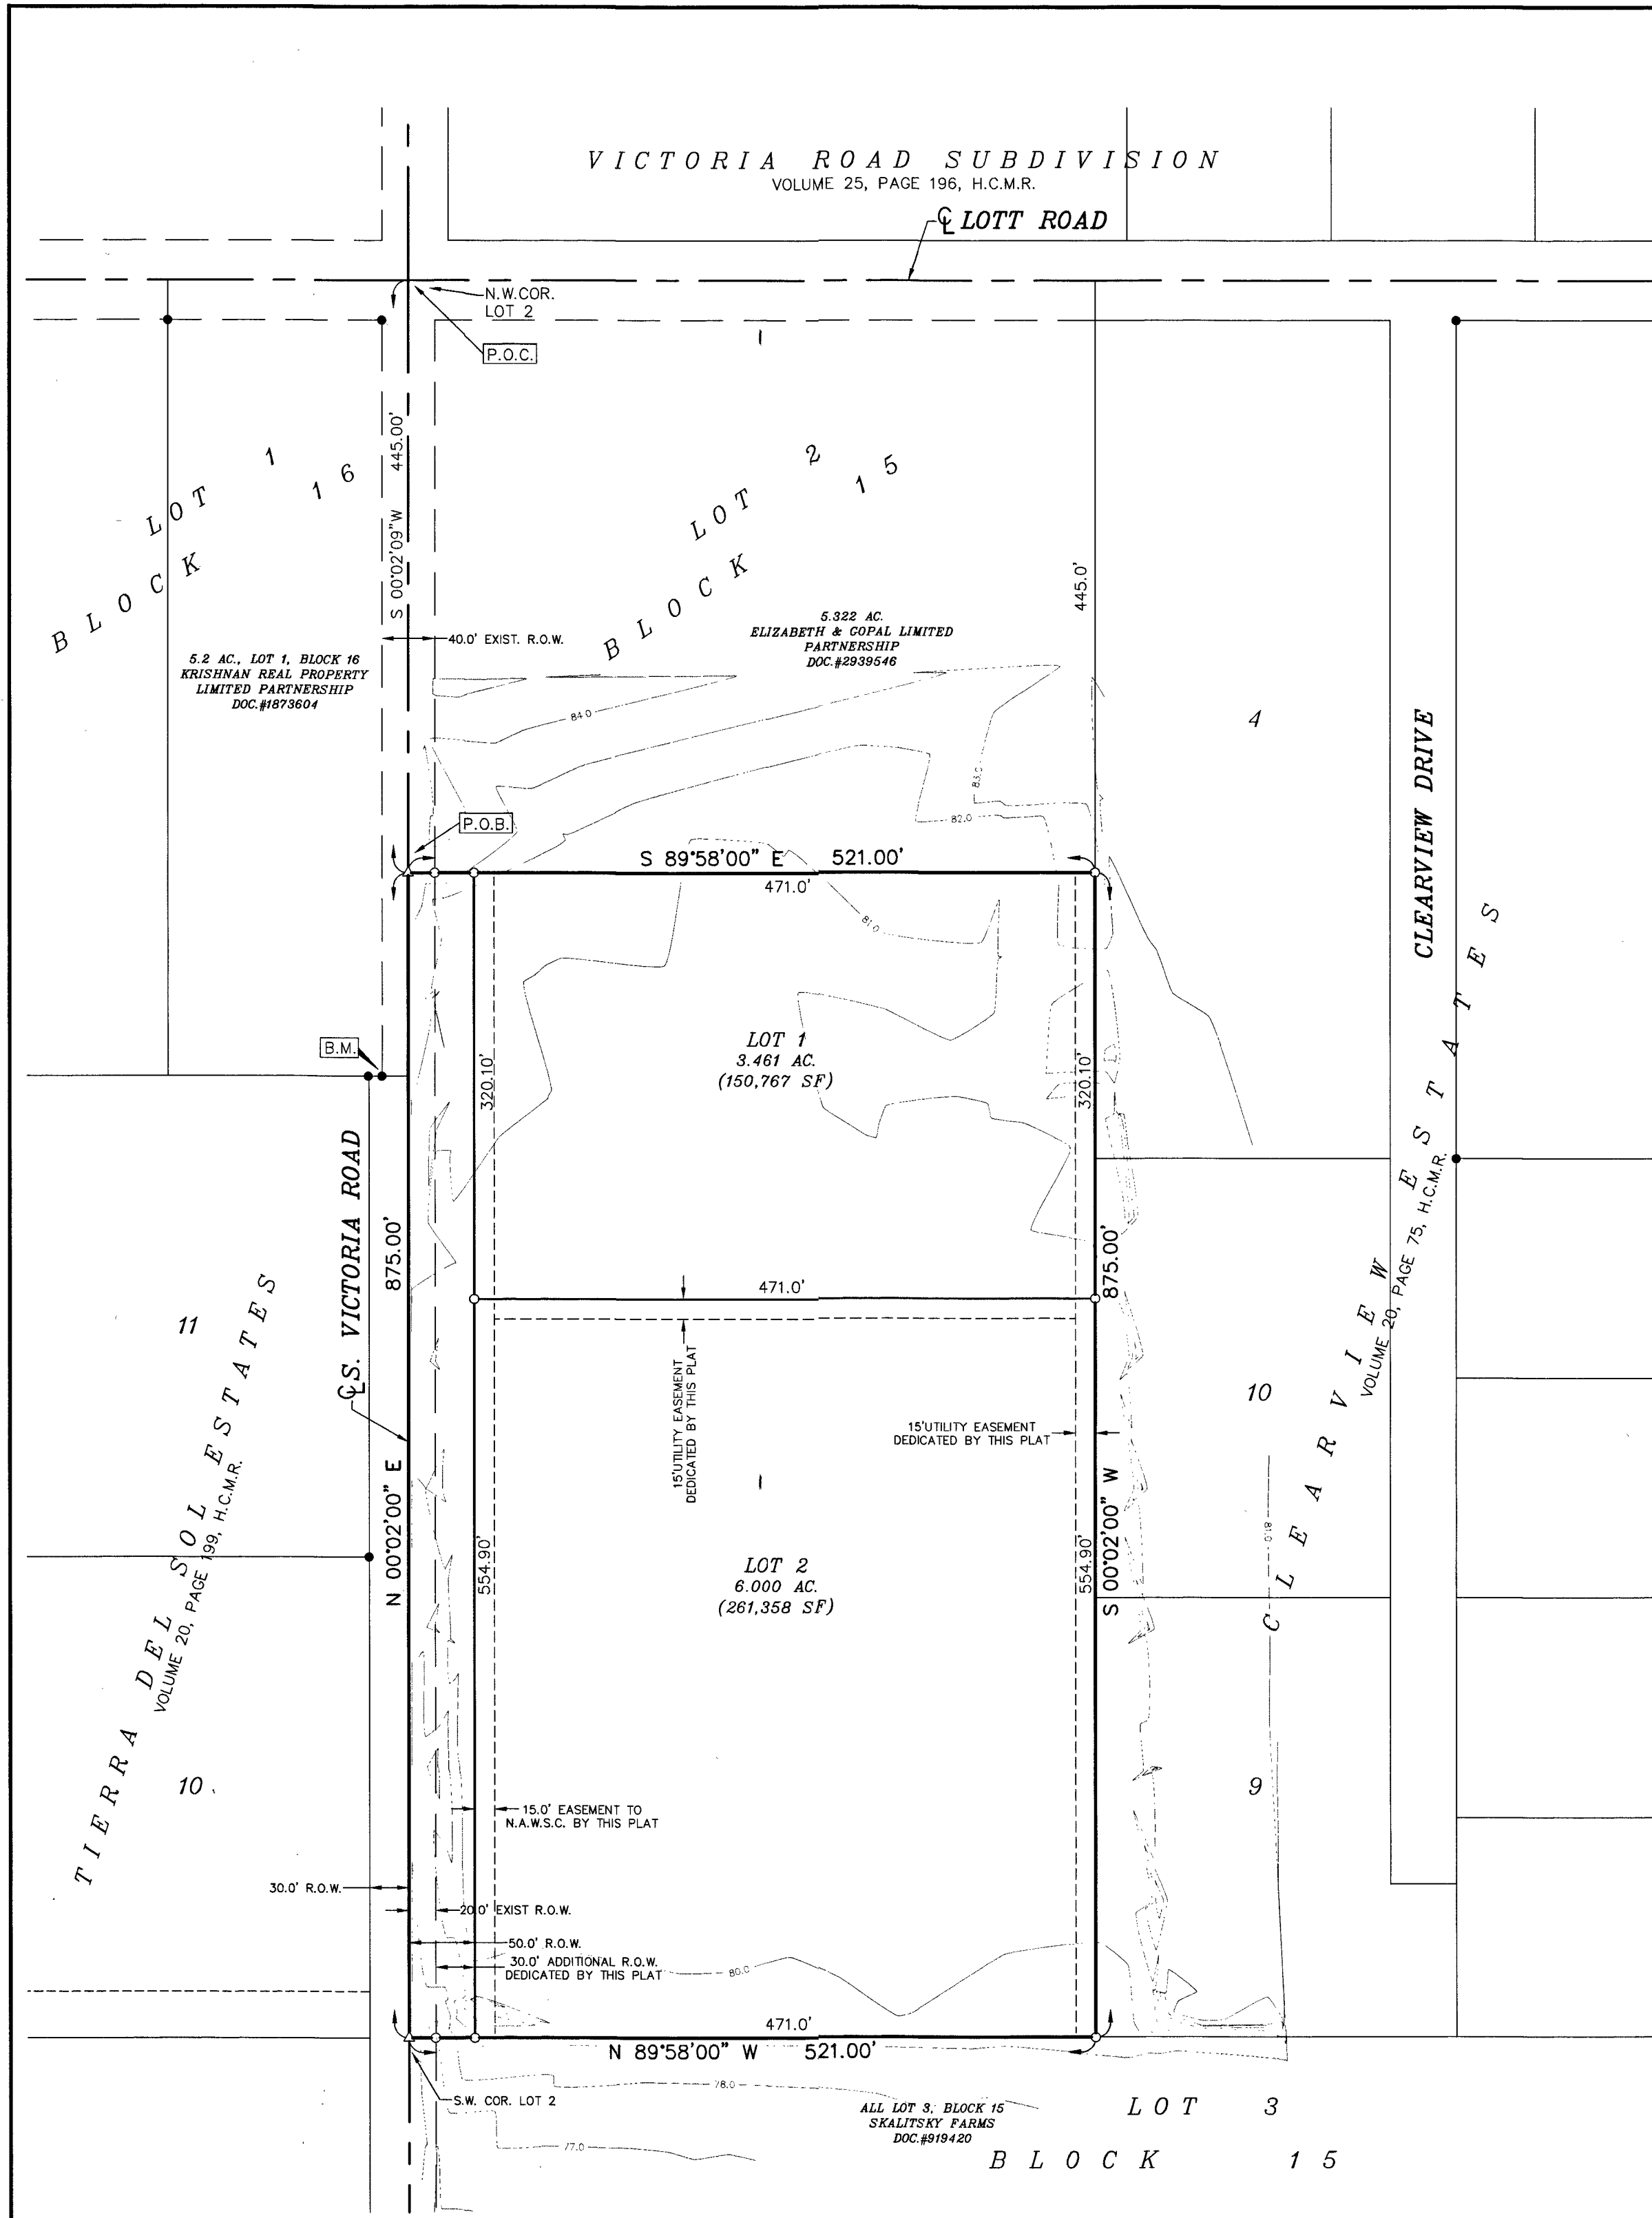 VICTORIA ROAD SUBDIVISION
VOLUME 25, PAGE 196, H.C.M.R.
℄ LOTT ROAD
N.W.COR.
LOT 2
P.O.C.
S 00°02'09"W 445.00'
LOT 1
BLOCK 16
LOT 2
BLOCK 15
445.0'
40.0' EXIST. R.O.W.
5.322 AC.
ELIZABETH & GOPAL LIMITED
PARTNERSHIP
DOC.#2939546
5.2 AC., LOT 1, BLOCK 16
KRISHNAN REAL PROPERTY
LIMITED PARTNERSHIP
DOC.#1873604
84.0
83.0
82.0
4
CLEARVIEW DRIVE
P.O.B.
S 89°58'00" E 521.00'
471.0'
81.0
B.M.
LOT 1
3.461 AC.
(150,767 SF)
320.10'
320.10'
℄ S. VICTORIA ROAD
N 00°02'00" E 875.00'
S 00°02'00" W 875.00'
471.0'
11
TIERRA DEL SOL ESTATES
VOLUME 20, PAGE 199, H.C.M.R.
15'UTILITY EASEMENT
DEDICATED BY THIS PLAT
15'UTILITY EASEMENT
DEDICATED BY THIS PLAT
10
CLEARVIEW ESTATES
VOLUME 20, PAGE 75, H.C.M.R.
81.0
LOT 2
6.000 AC.
(261,358 SF)
554.90'
554.90'
10
9
15.0' EASEMENT TO
N.A.W.S.C. BY THIS PLAT
30.0' R.O.W.
20.0' EXIST R.O.W.
50.0' R.O.W.
30.0' ADDITIONAL R.O.W.
DEDICATED BY THIS PLAT
80.0
471.0'
N 89°58'00" W 521.00'
S.W. COR. LOT 2
78.0
77.0
ALL LOT 3, BLOCK 15
SKALITSKY FARMS
DOC.#919420
LOT 3
BLOCK 15